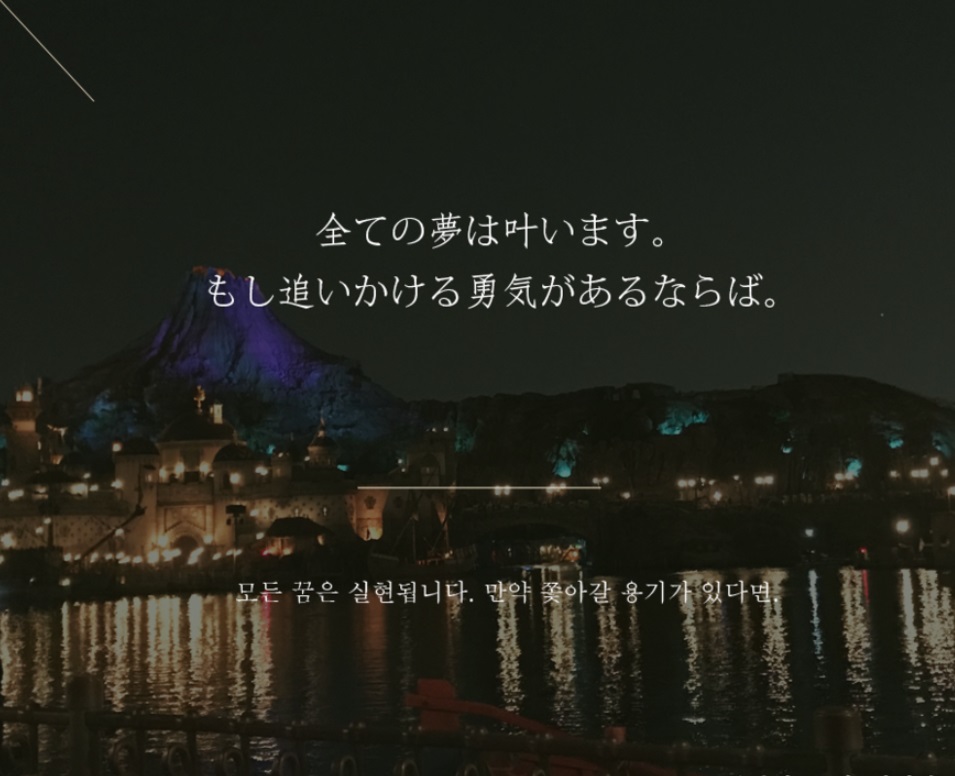 全ての夢は叶います。
もし追いかける勇気があるならば。
모든 꿈은 실현됩니다. 만약 쫓아갈 용기가 있다면.